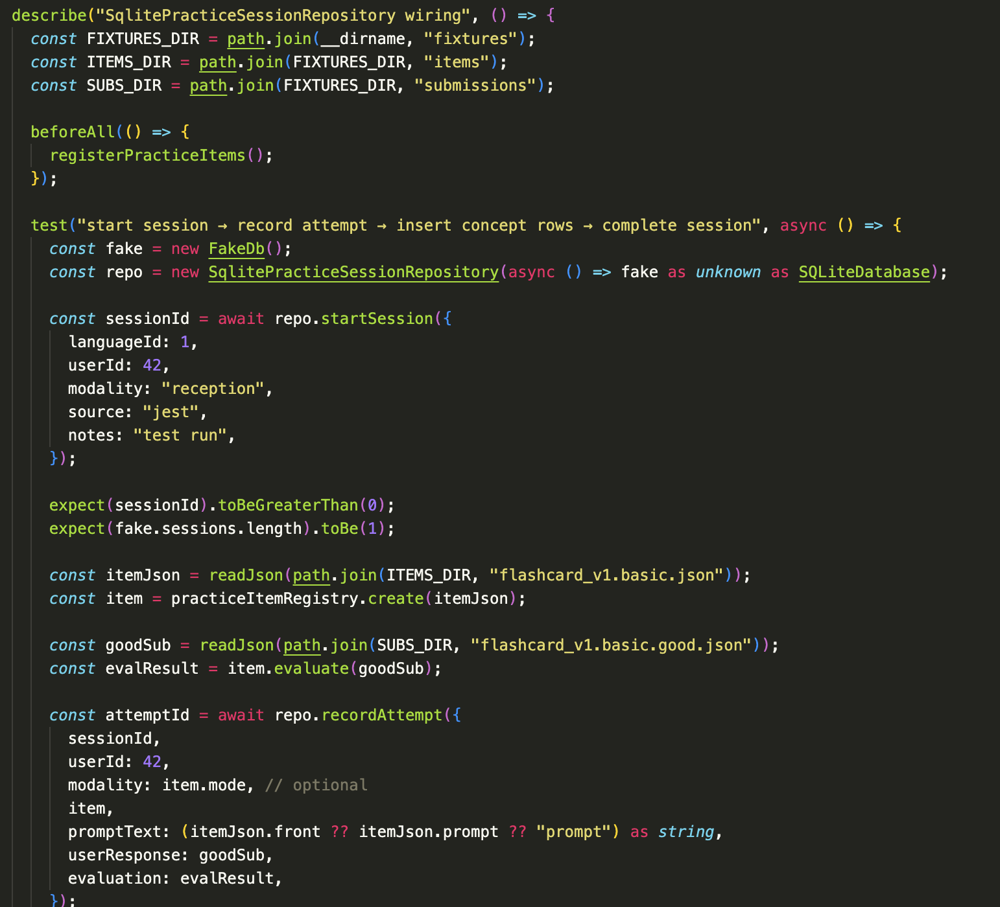 describe("SqlitePracticeSessionRepository wiring", () => {
  const FIXTURES_DIR = path.join(__dirname, "fixtures");
  const ITEMS_DIR = path.join(FIXTURES_DIR, "items");
  const SUBS_DIR = path.join(FIXTURES_DIR, "submissions");

  beforeAll(() => {
    registerPracticeItems();
  });

  test("start session → record attempt → insert concept rows → complete session", async () => {
    const fake = new FakeDb();
    const repo = new SqlitePracticeSessionRepository(async () => fake as unknown as SQLiteDatabase);

    const sessionId = await repo.startSession({
      languageId: 1,
      userId: 42,
      modality: "reception",
      source: "jest",
      notes: "test run",
    });

    expect(sessionId).toBeGreaterThan(0);
    expect(fake.sessions.length).toBe(1);

    const itemJson = readJson(path.join(ITEMS_DIR, "flashcard_v1.basic.json"));
    const item = practiceItemRegistry.create(itemJson);

    const goodSub = readJson(path.join(SUBS_DIR, "flashcard_v1.basic.good.json"));
    const evalResult = item.evaluate(goodSub);

    const attemptId = await repo.recordAttempt({
      sessionId,
      userId: 42,
      modality: item.mode, // optional
      item,
      promptText: (itemJson.front ?? itemJson.prompt ?? "prompt") as string,
      userResponse: goodSub,
      evaluation: evalResult,
    });